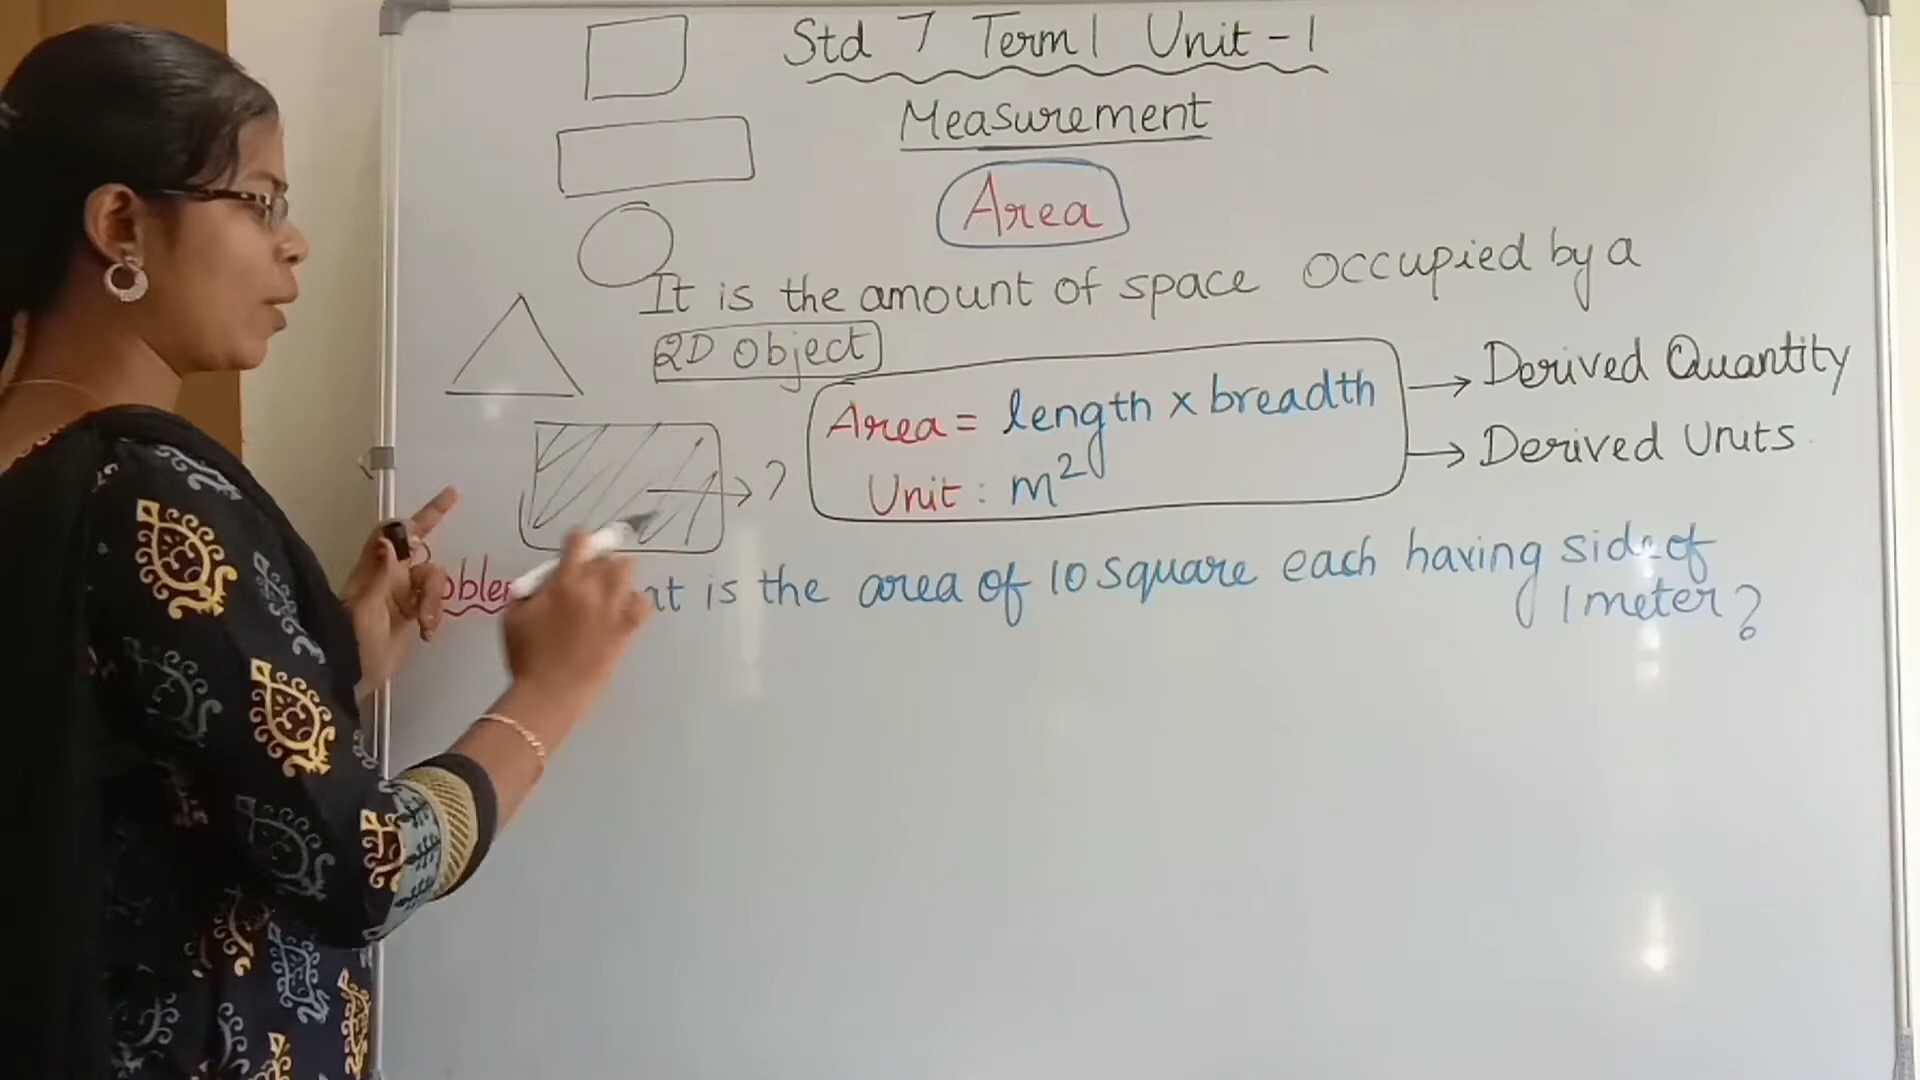 Std 7 Term 1 Unit - 1
Measurement
Area
It is the amount of space occupied by a
2D object
Area = length x breadth
Unit : m²
→ Derived Quantity
→ Derived Units
→ ?
is the area of 10 square each having side of
1 meter?